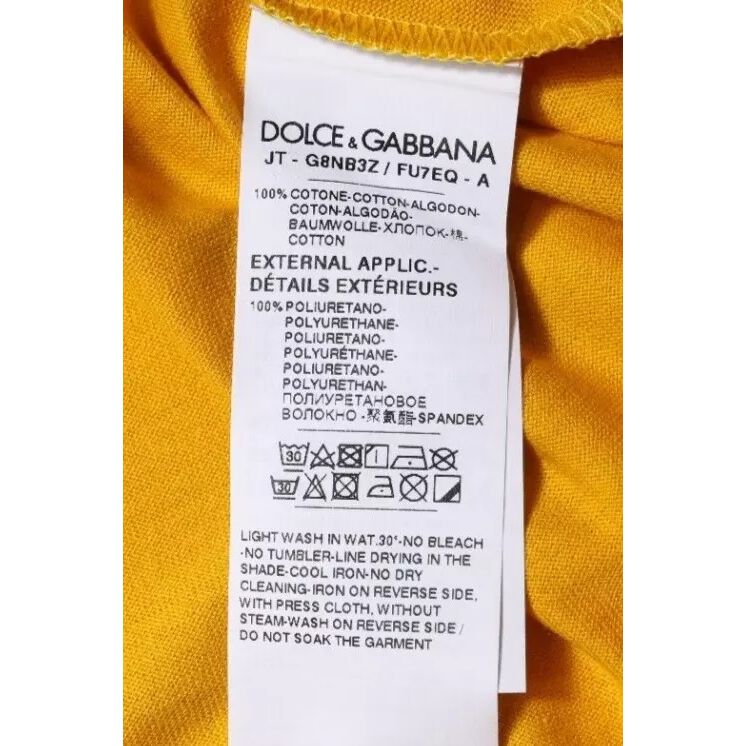 DOLCE & GABBANA
JT - G8NB3Z / FU7EQ - A
100% COTONE-COTTON-ALGODON-
COTON-ALGODÃO-
BAUMWOLLE-ХЛОПОК-棉-
COTTON
EXTERNAL APPLIC.-
DÉTAILS EXTÉRIEURS
100% POLIURETANO-
POLYURETHANE-
POLIURETANO-
POLYURÉTHANE-
POLIURETANO-
POLYURETHAN-
ПОЛИУРЕТАНОВОЕ
ВОЛОКНО -聚氨酯-SPANDEX
30
30
LIGHT WASH IN WAT.30°-NO BLEACH
-NO TUMBLER-LINE DRYING IN THE
SHADE-COOL IRON-NO DRY
CLEANING-IRON ON REVERSE SIDE,
WITH PRESS CLOTH, WITHOUT
STEAM-WASH ON REVERSE SIDE /
DO NOT SOAK THE GARMENT